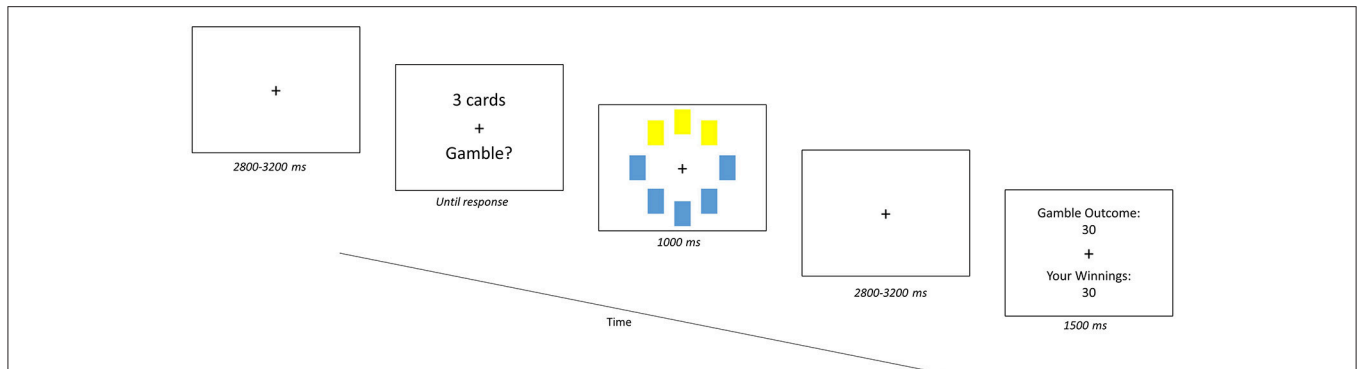 +
2800-3200 ms
3 cards
+
Gamble?
Until response
+
1000 ms
+
2800-3200 ms
Gamble Outcome:
30
+
Your Winnings:
30
1500 ms
Time